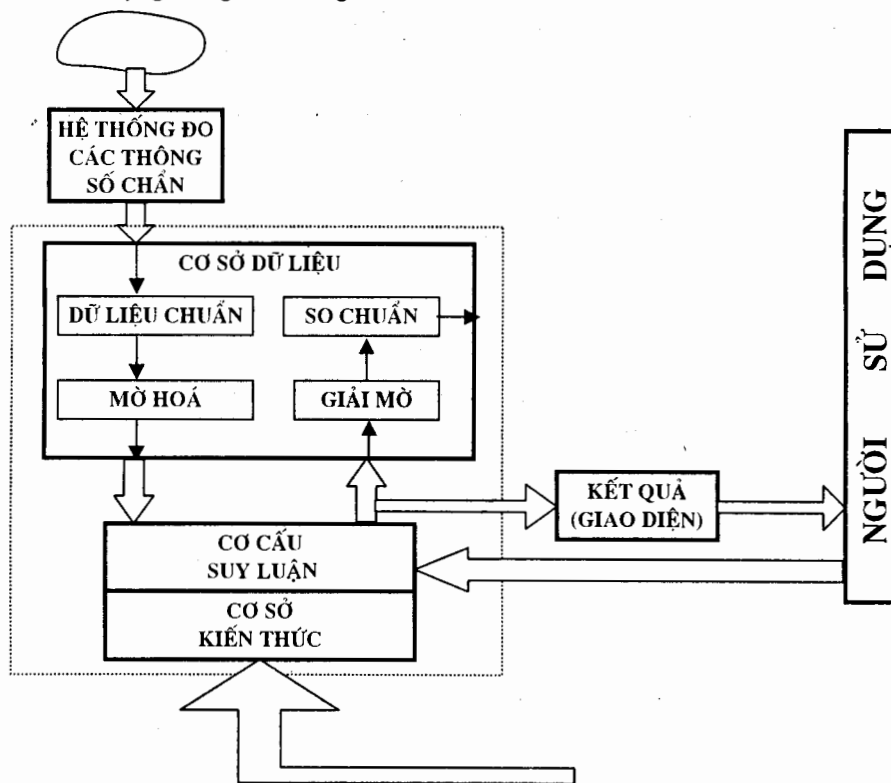 HỆ THỐNG ĐO
CÁC THÔNG
SỐ CHẨN
CƠ SỞ DỮ LIỆU
DỮ LIỆU CHUẨN
SO CHUẨN
MỜ HOÁ
GIẢI MỜ
KẾT QUẢ
(GIAO DIỆN)
CƠ CẤU
SUY LUẬN
CƠ SỞ
KIẾN THỨC
NGƯỜI SỬ DỤNG